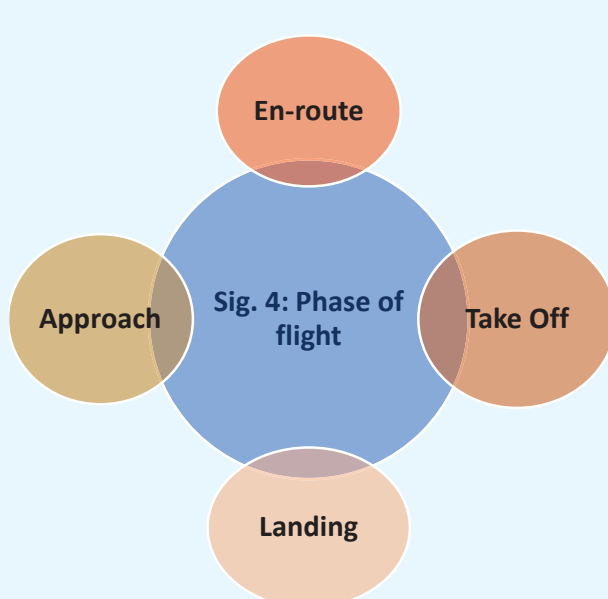 En-route
Approach
Sig. 4: Phase of
flight
Take Off
Landing